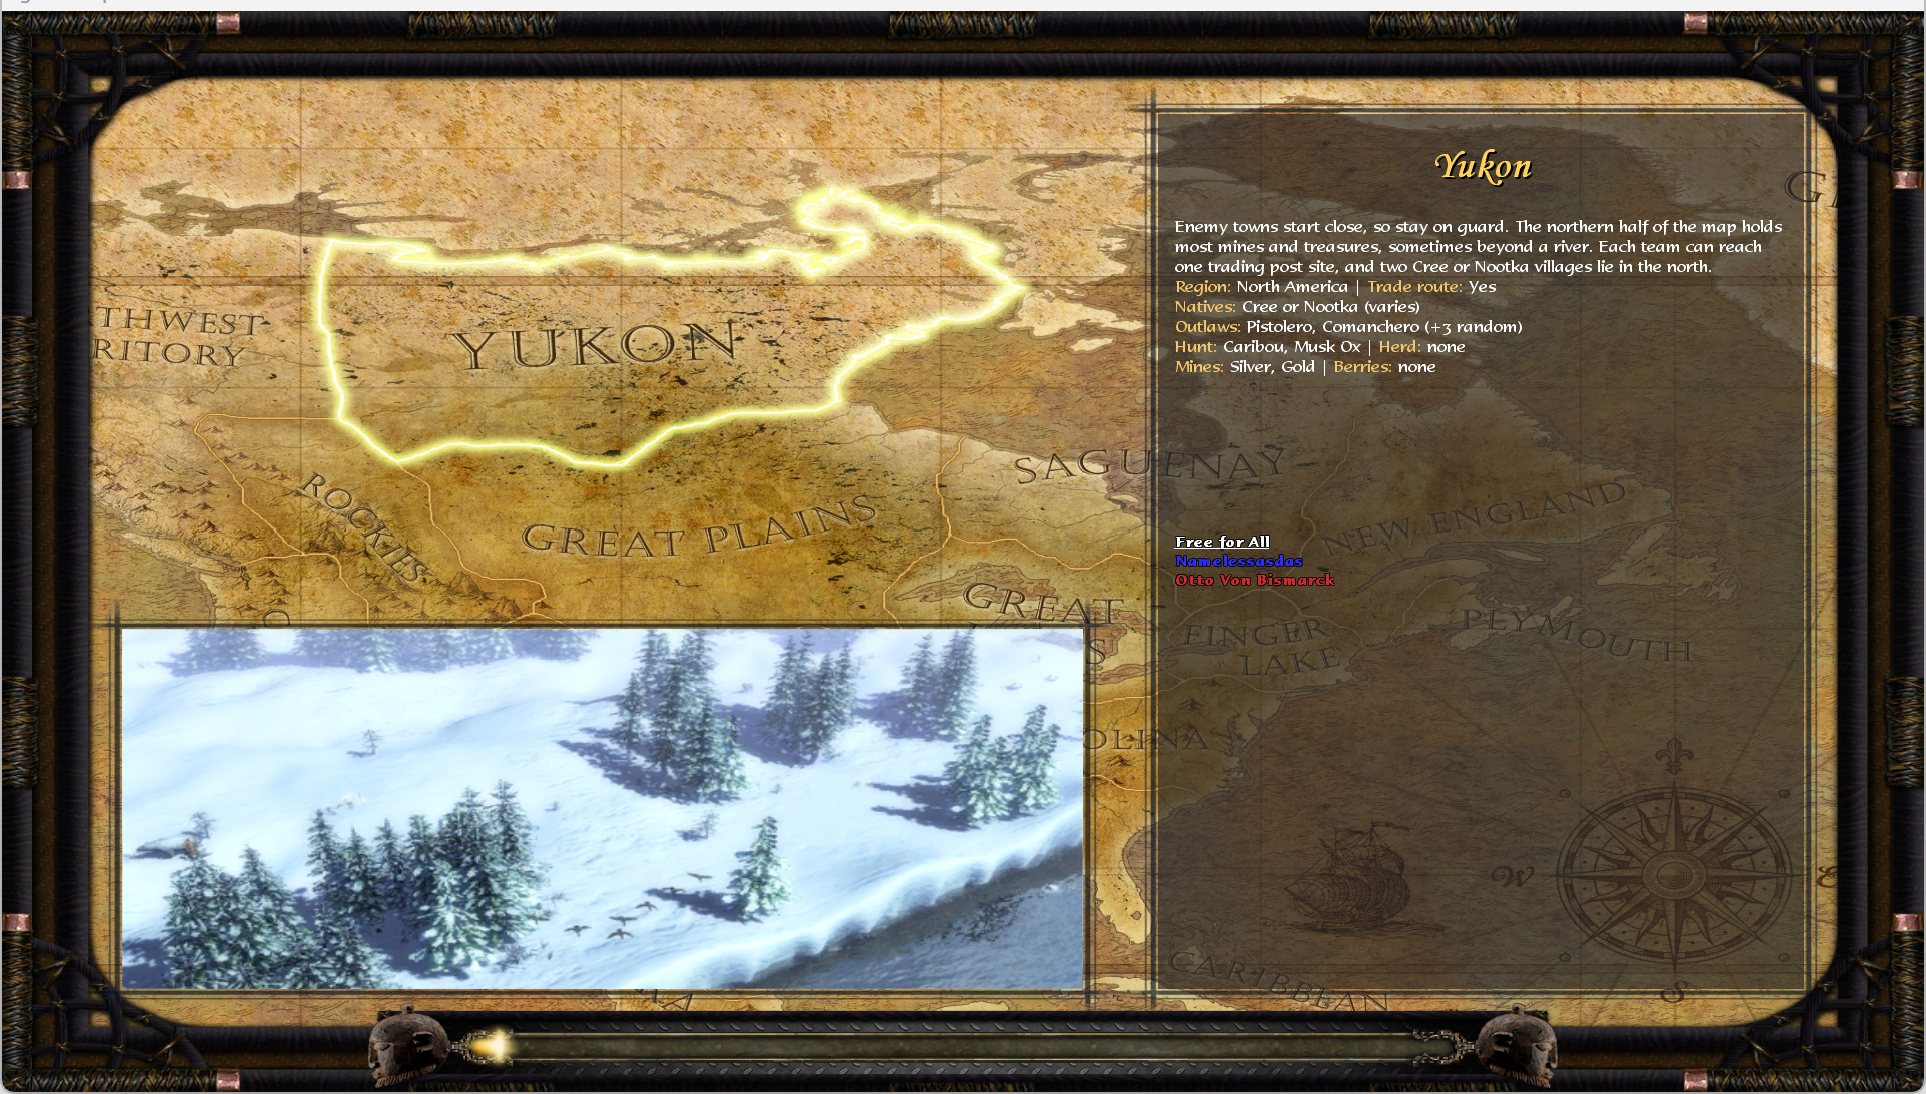 Yukon
Enemy towns start close, so stay on guard. The northern half of the map holds
most mines and treasures, sometimes beyond a river. Each team can reach
one trading post site, and two Cree or Nootka villages lie in the north.
Region: North America | Trade route: Yes
Natives: Cree or Nootka (varies)
Outlaws: Pistolero, Comanchero (+3 random)
Hunt: Caribou, Musk Ox | Herd: none
Mines: Silver, Gold | Berries: none
Free for All
Namelessasdas
Otto Von Bismarck
THWEST
RITORY
YUKON
ROCKIES
GREAT PLAINS
SAGUENAY
NEW ENGLAND
GREAT
S
FINGER
LAKE
PLYMOUTH
OLINA
CARIBBEAN
W
E
S